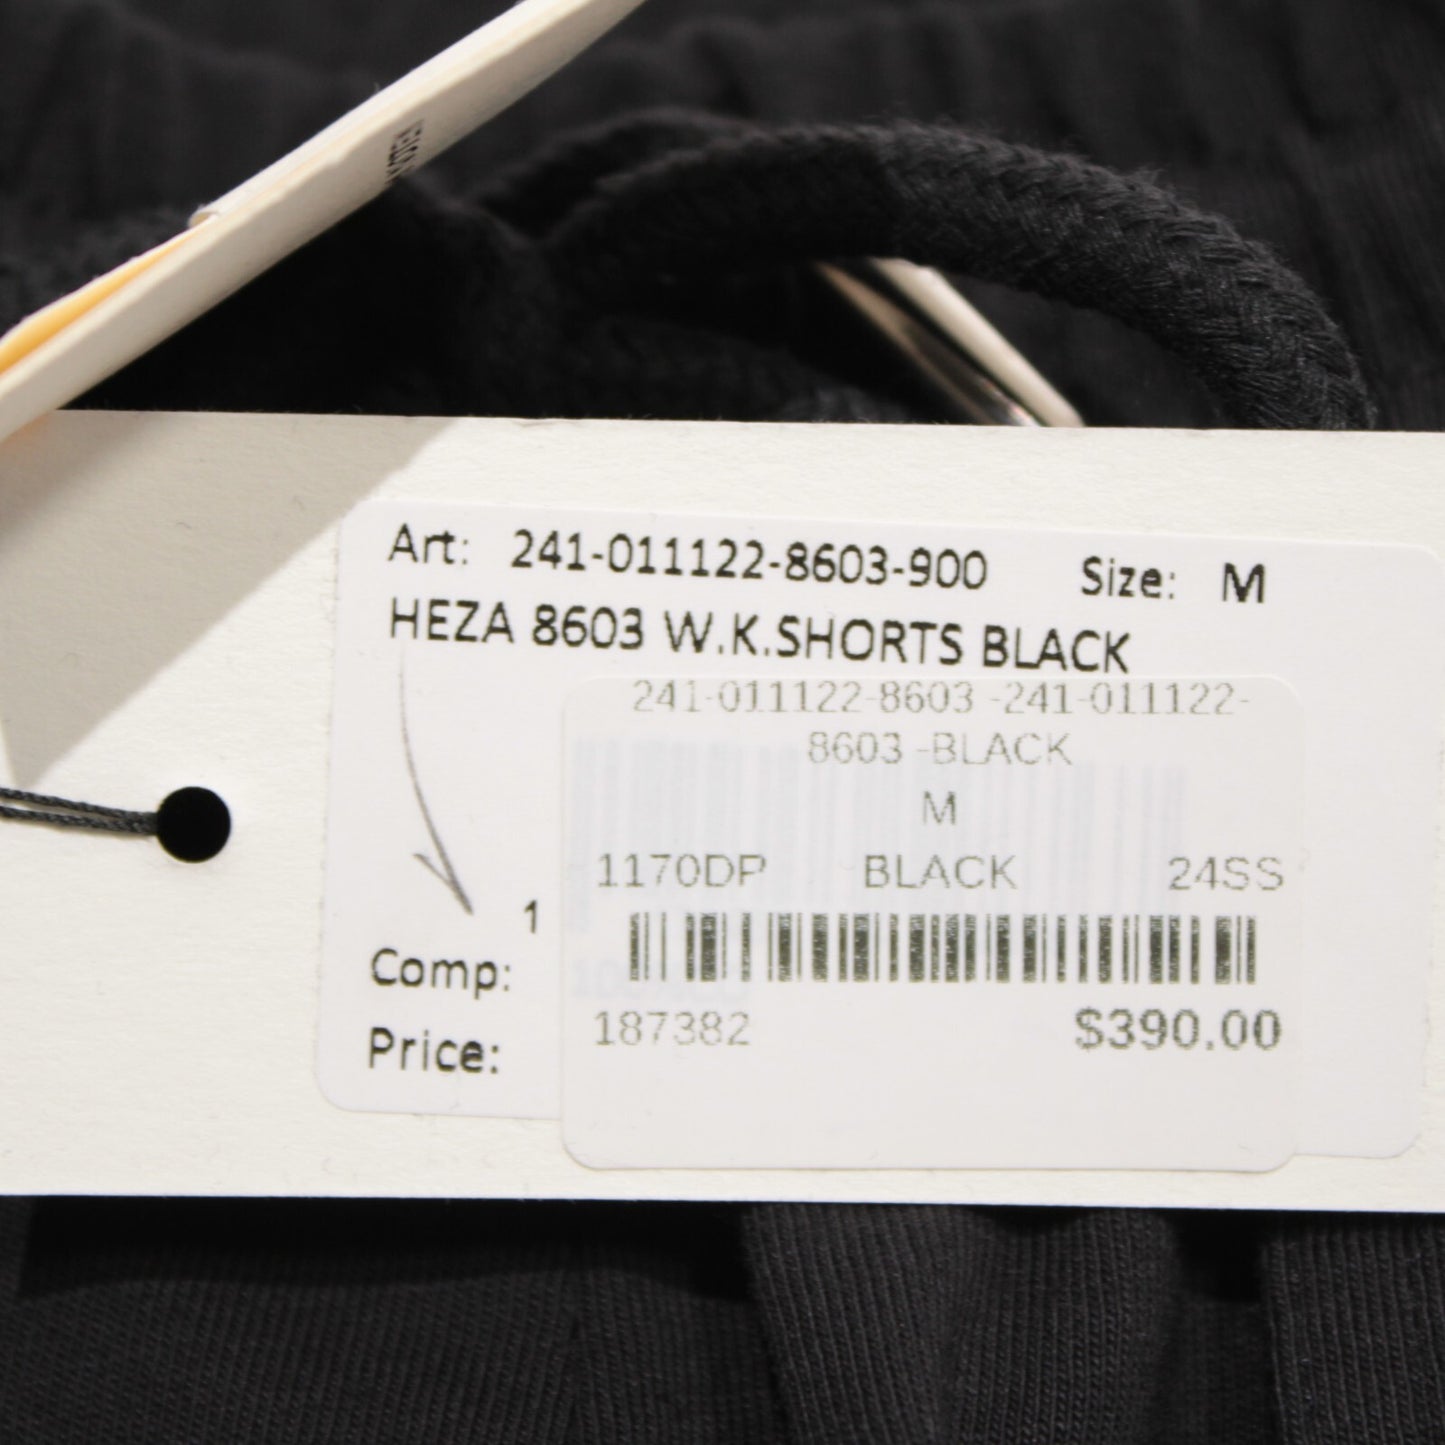 Art: 241-011122-8603-900 Size: M
HEZA 8603 W.K.SHORTS BLACK
241-011122-8603 -241-011122-
8603 -BLACK
M
1170DP BLACK 24SS
1
Comp:
187382 $390.00
Price: